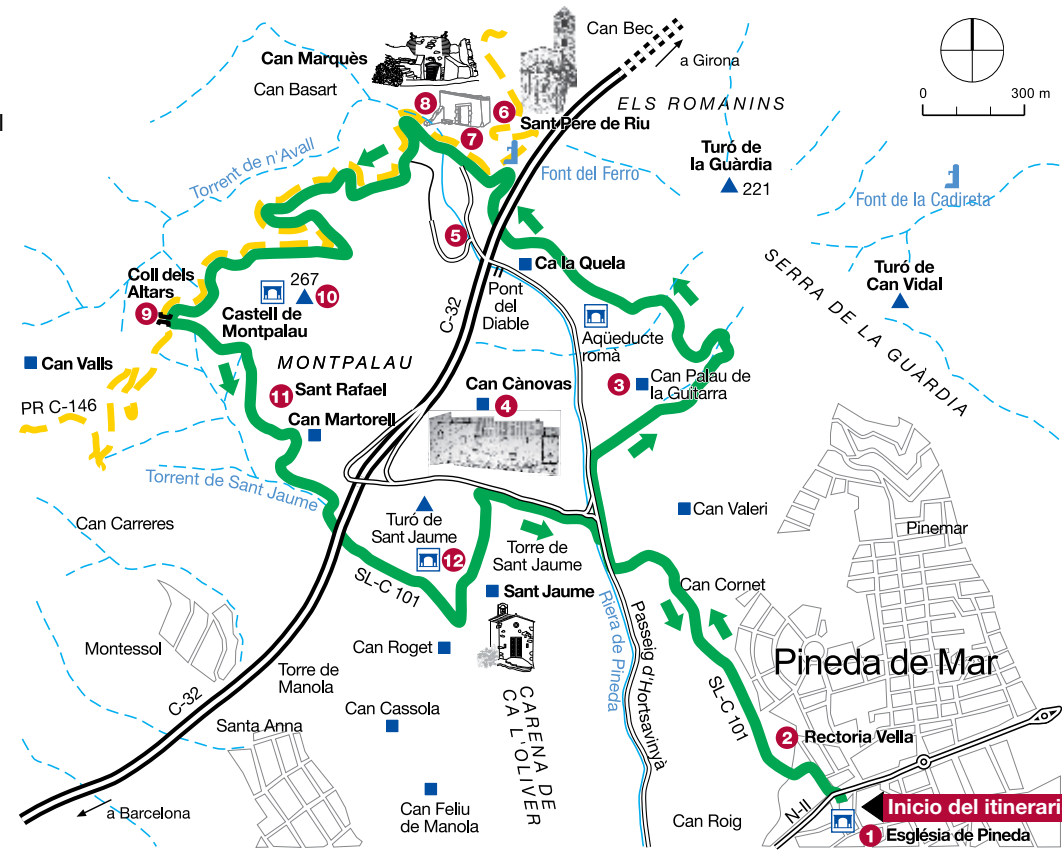 Can Bec
a Girona
0
300 m
Can Marquès
Can Basart
8
6
7
Sant Pere de Riu
ELS ROMANINS
Turó de
la Guàrdia
221
Font del Ferro
Font de la Cadireta
Torrent de n'Avall
5
Ca la Quela
SERRA DE LA GUÀRDIA
Turó de
Can Vidal
Coll dels
Altars
9
267
10
Castell de
Montpalau
C-32
Pont
del
Diable
Aqüeducte
romà
Can Valls
MONTPALAU
PR C-146
11
Sant Rafael
Can Martorell
Can Cànovas
4
3
Can Palau de
la Guitarra
Torrent de Sant Jaume
Can Carreres
Turó de
Sant Jaume
12
Torre de
Sant Jaume
Can Valeri
Pinemar
SL-C 101
Sant Jaume
Can Cornet
Riera de Pineda
Passeig d'Hortsavinyà
Montessol
Can Roget
Torre de
Manola
Pineda de Mar
C-32
Santa Anna
Can Cassola
CARENA DE
CA L'OLIVER
SL-C 101
2
Rectoria Vella
a Barcelona
Can Feliu
de Manola
Can Roig
N-II
Inicio del itinerari
1
Església de Pineda